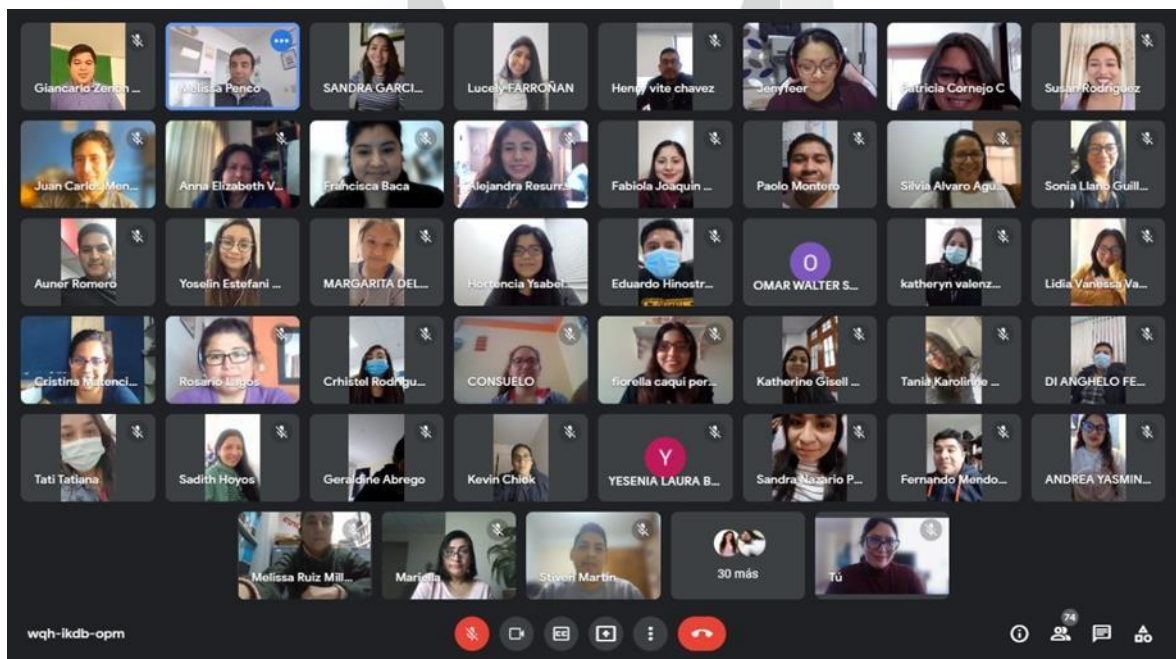 Giancarlo Zenon ...
Melissa Penco
SANDRA GARCI...
Lucely FARROÑAN
Henry vite chavez
Jenyfeer
Patricia Cornejo C
Susan Rodriguez
Juan Carlos Men...
Anna Elizabeth V...
Francisca Baca
Alejandra Resurr...
Fabiola Joaquin ...
Paolo Montero
Silvia Alvaro Agu...
Sonia Llano Guill...
Auner Romero
Yoselin Estefani ...
MARGARITA DEL...
Hortencia Ysabel...
Eduardo Hinostr...
O
OMAR WALTER S...
katheryn valenz...
Lidia Vanessa Va...
Cristina Matenci...
Rosario Lagos
Crhistel Rodrigu...
CONSUELO
fiorella caqui per...
Katherine Gisell ...
Tania Karolinne ...
DI ANGHELO FE...
Tati Tatiana
Sadith Hoyos
Geraldine Abrego
Kevin Chiok
Y
YESENIA LAURA B...
Sandra Nazario P...
Fernando Mendo...
ANDREA YASMIN...
Melissa Ruiz Mill...
Mariella
Stiven Martin
30 más
Tú
wqh-ikdb-opm
CC
74